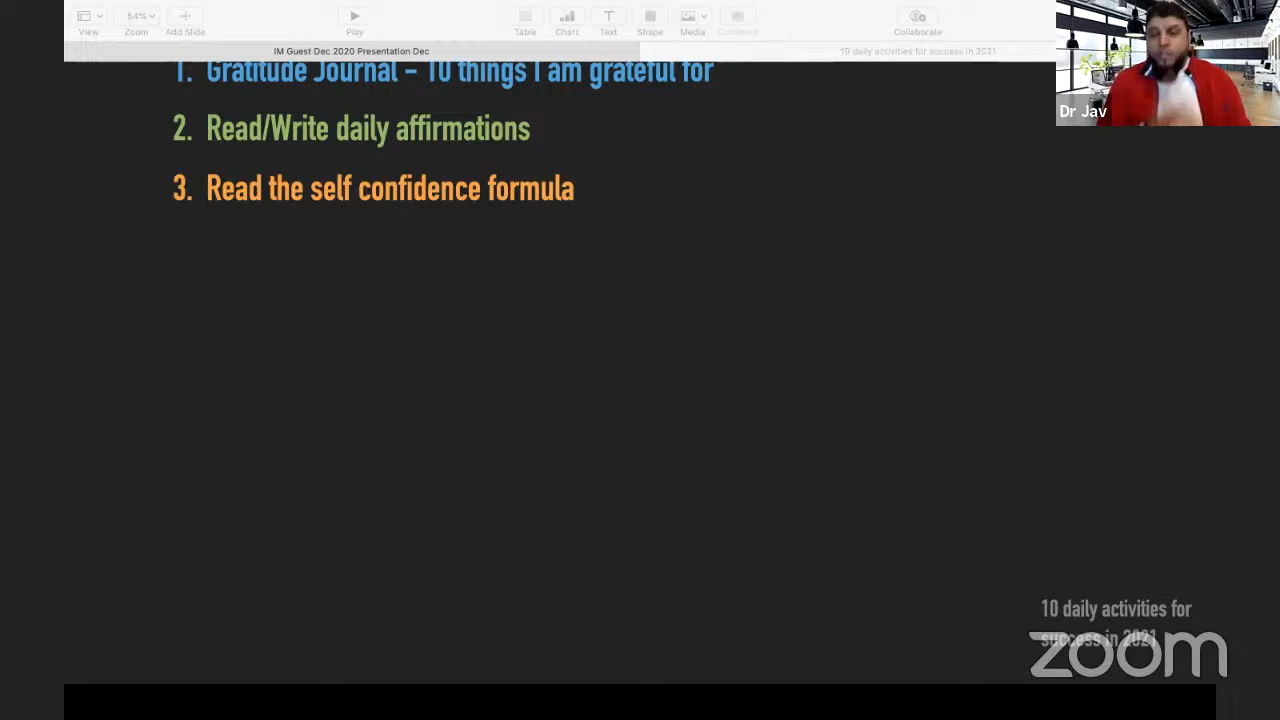 54%
View
Zoom
Add Slide
Play
Table
Chart
Text
Shape
Media
Comment
Collaborate
IM Guest Dec 2020 Presentation Dec
10 daily activities for success in 2021
Dr Jav
1. Gratitude Journal – 10 things I am grateful for
2. Read/Write daily affirmations
3. Read the self confidence formula
10 daily activities for
success in 2021
zoom